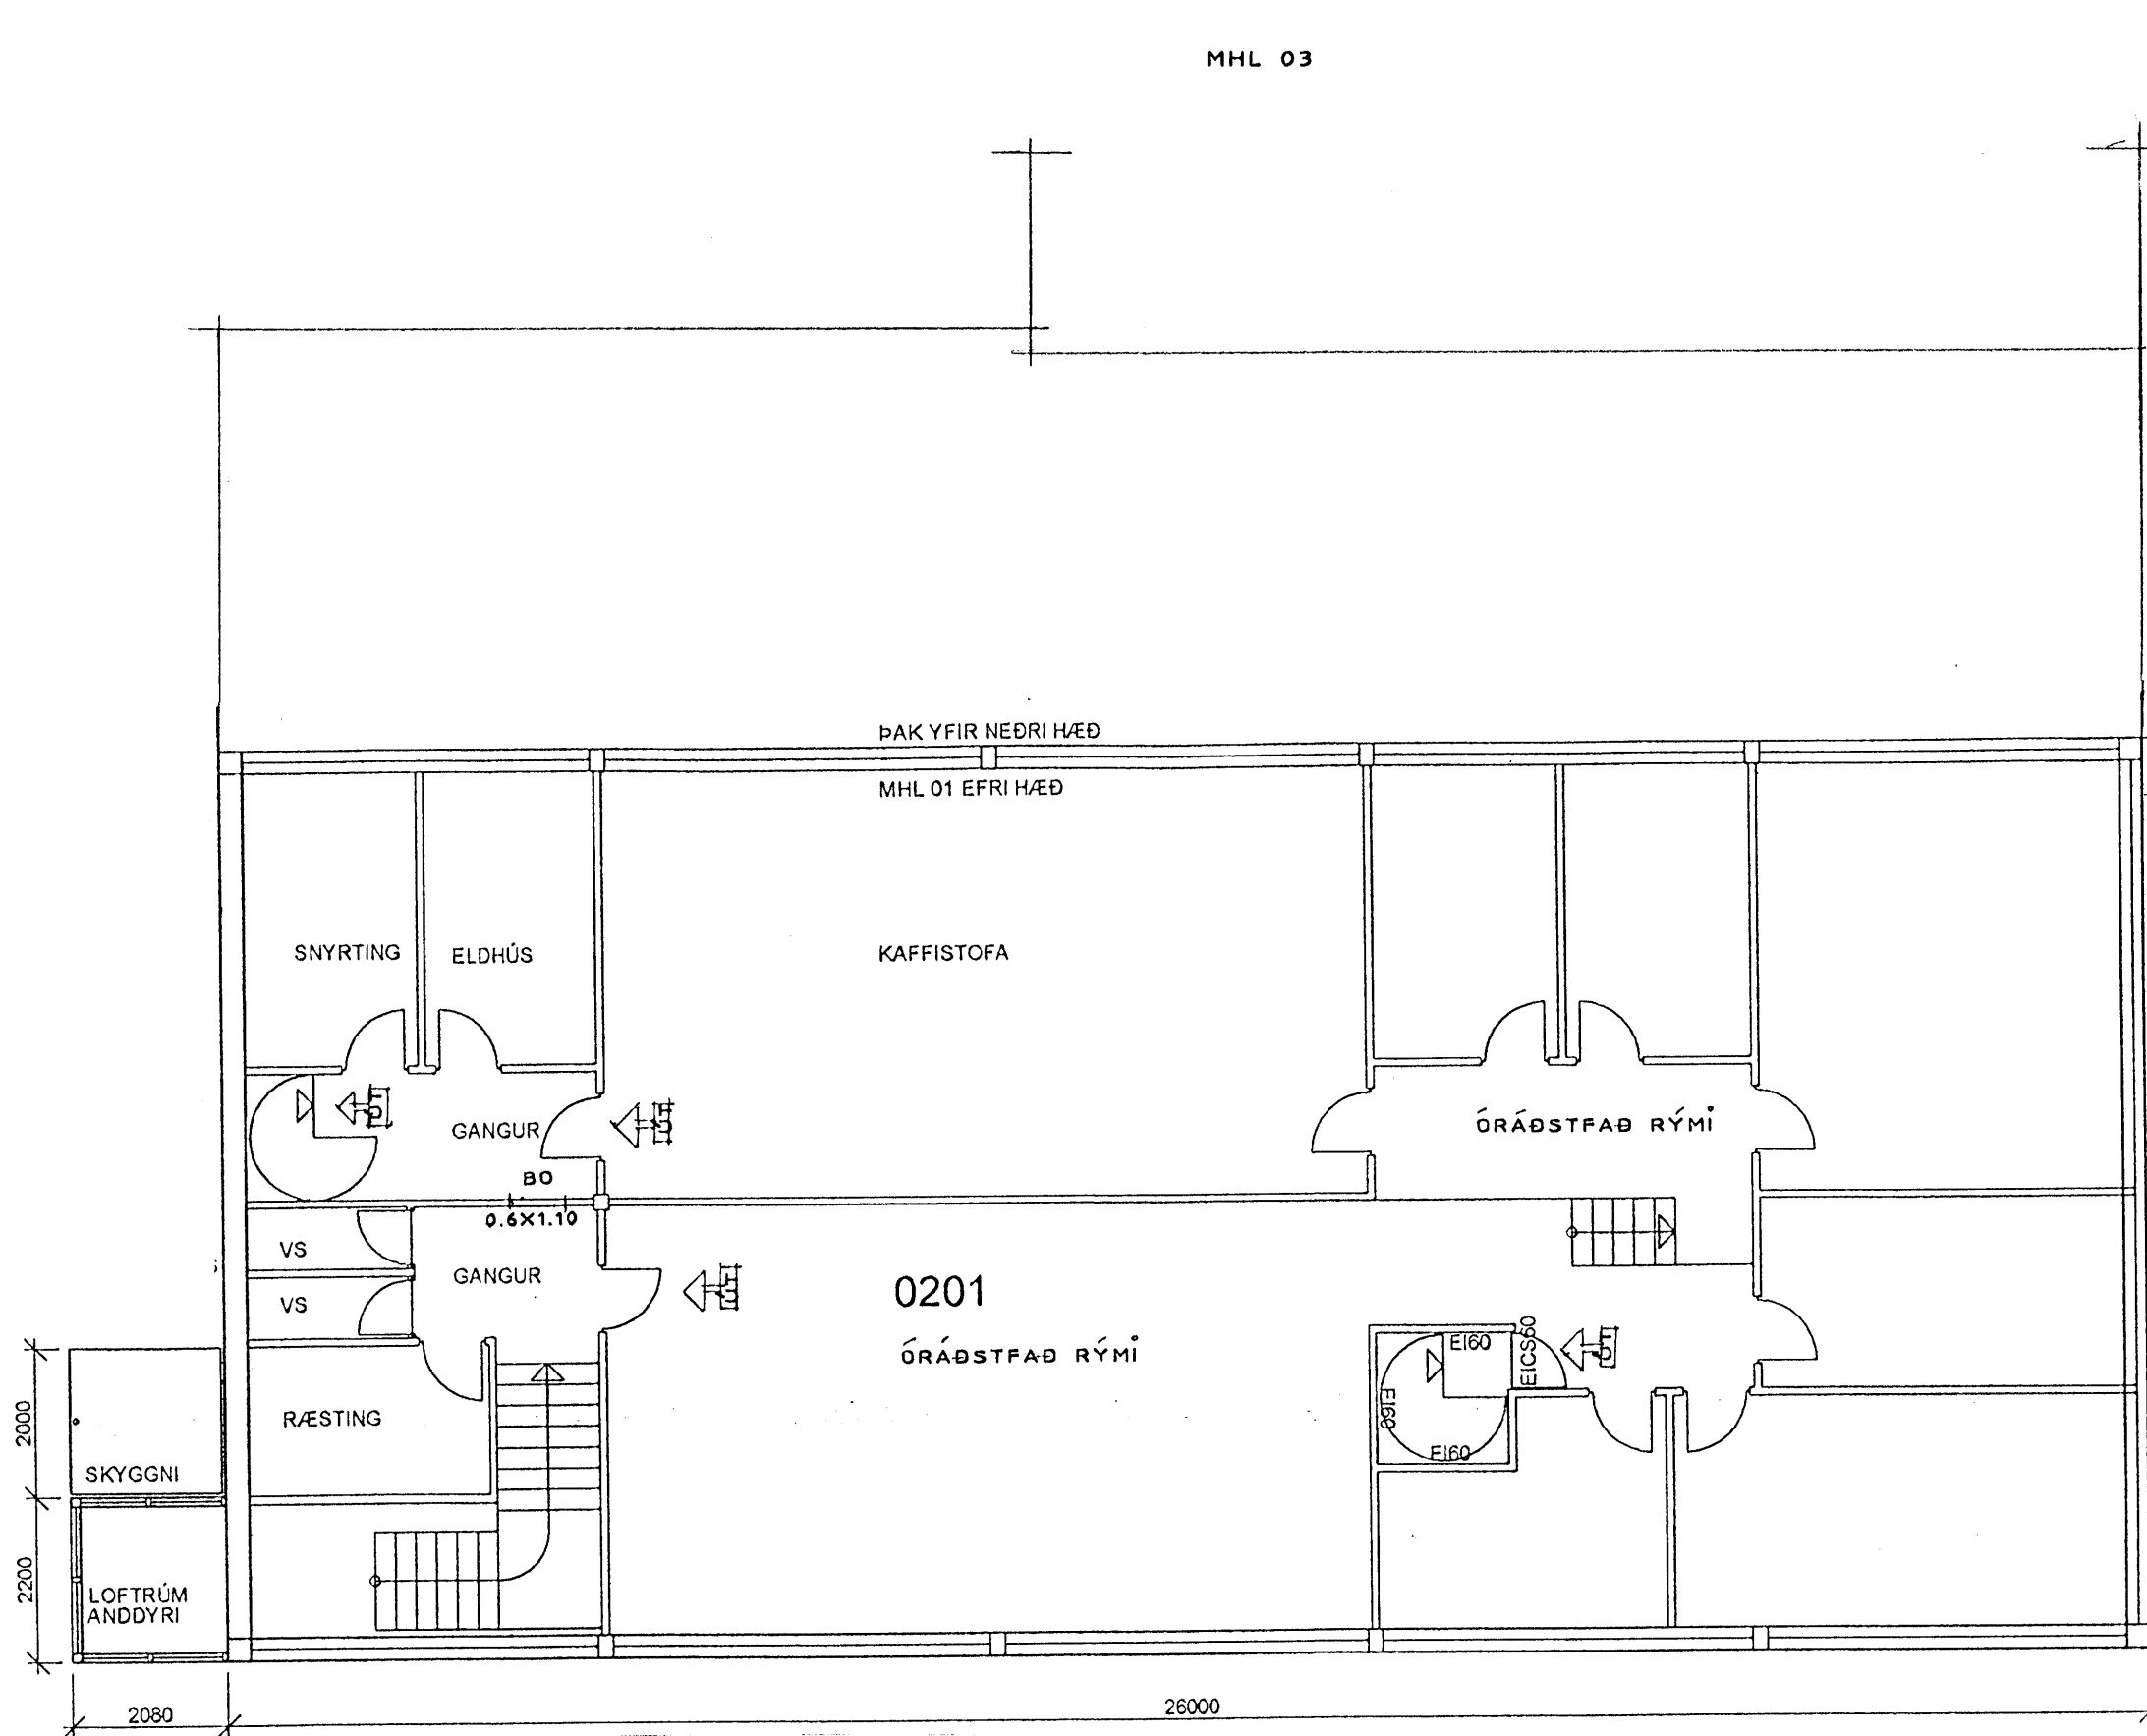 MHL 03
ÞAK YFIR NEÐRI HÆÐ
MHL 01 EFRI HÆÐ
SNYRTING
ELDHÚS
KAFFISTOFA
GANGUR
ÓRÁÐSTFAÐ RÝMI
BO
0.6X1.10
VS
GANGUR
VS
0201
ÓRÁÐSTFAÐ RÝMI
EI60
EICS60
EI60
EI60
RÆSTING
2000
SKYGGNI
2200
LOFTRÚM
ANDDYRI
2080
26000